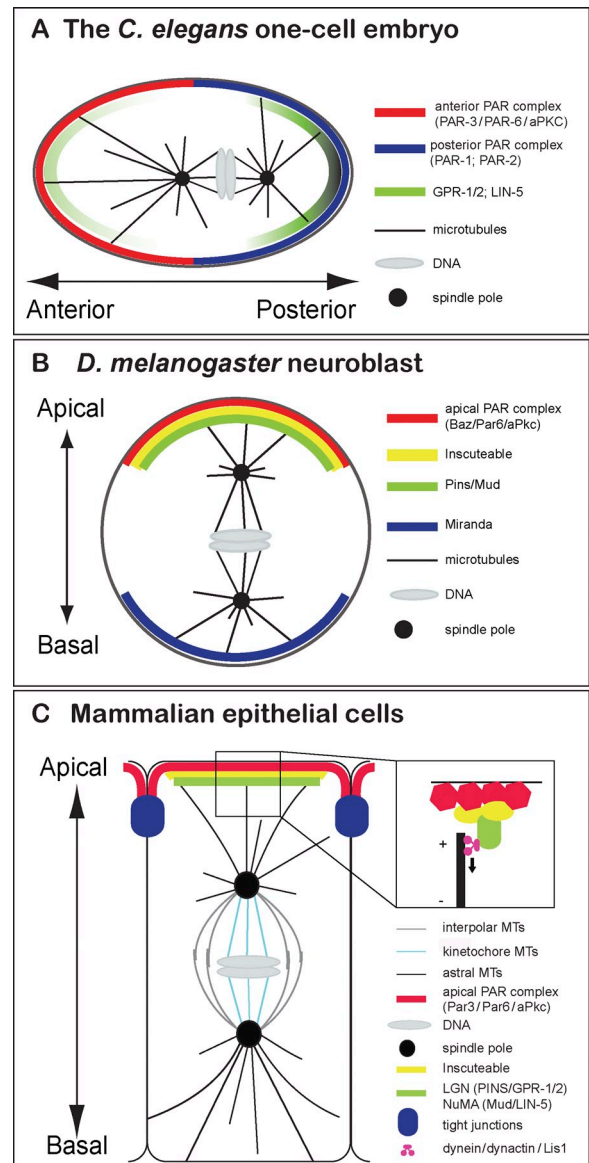 A The C. elegans one-cell embryo
anterior PAR complex
(PAR-3/PAR-6/aPKC)
posterior PAR complex
(PAR-1; PAR-2)
GPR-1/2; LIN-5
microtubules
DNA
spindle pole
Anterior
Posterior
B D. melanogaster neuroblast
Apical
Basal
apical PAR complex
(Baz/Par6/aPkc)
Inscuteable
Pins/Mud
Miranda
microtubules
DNA
spindle pole
C Mammalian epithelial cells
Apical
Basal
+
-
interpolar MTs
kinetochore MTs
astral MTs
apical PAR complex
(Par3/Par6/aPkc)
DNA
spindle pole
Inscuteable
LGN (PINS/GPR-1/2)
NuMA (Mud/LIN-5)
tight junctions
dynein/dynactin/Lis1